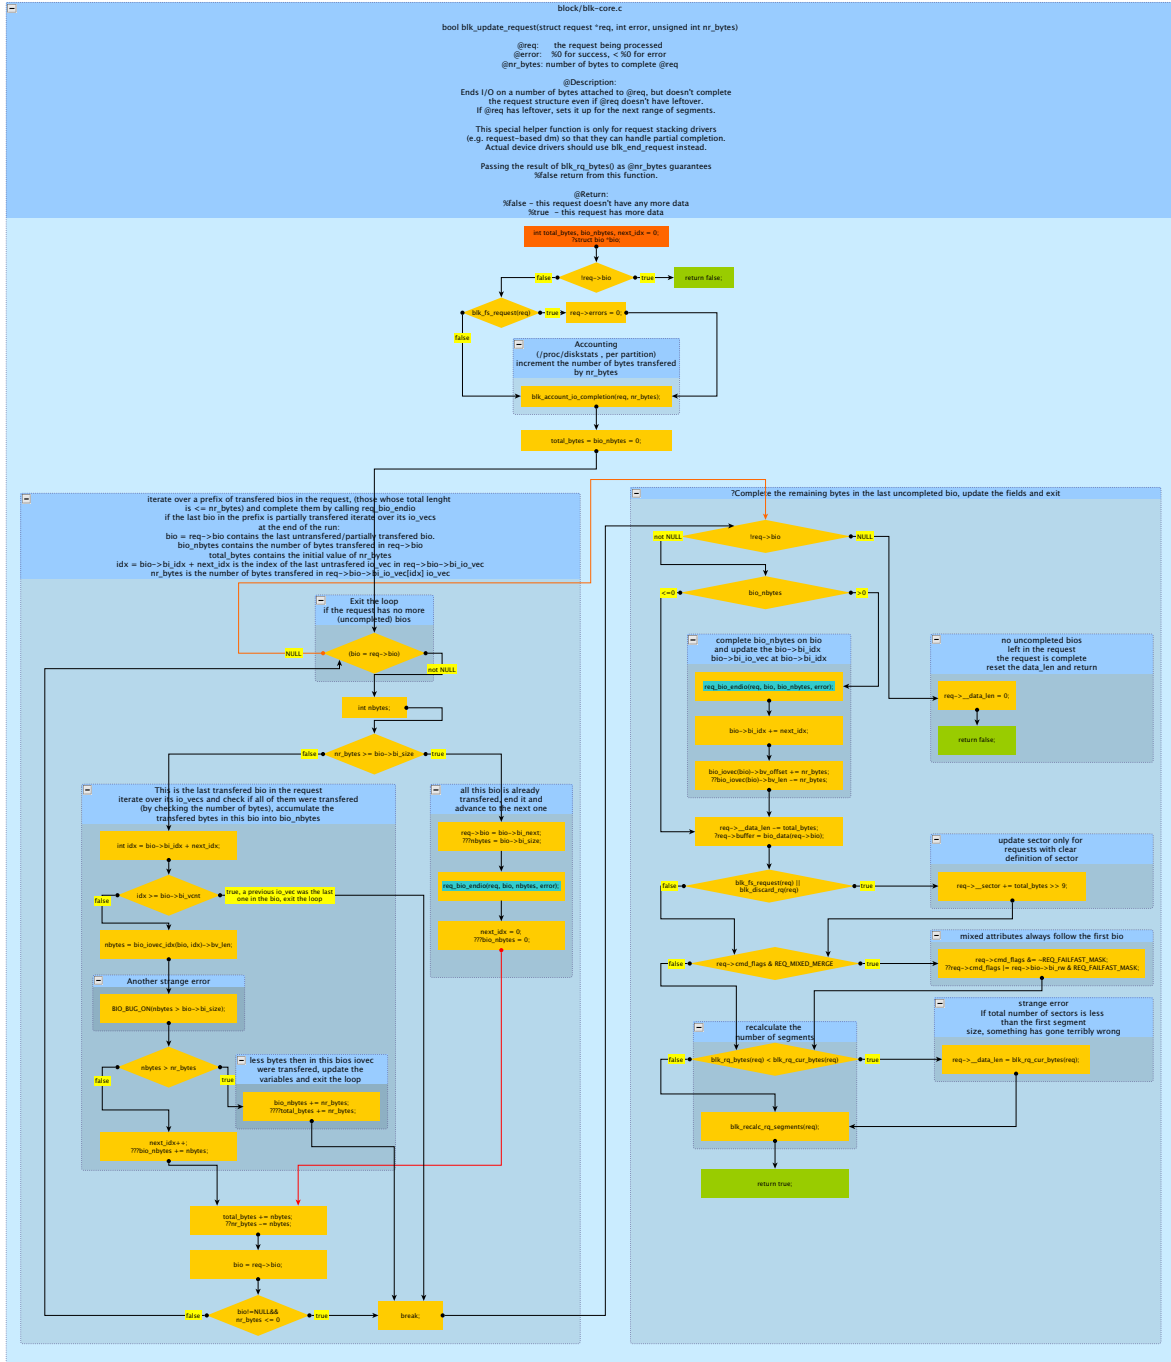 block/blk-core.c
bool blk_update_request(struct request *req, int error, unsigned int nr_bytes)
@req: the request being processed
@error: %0 for success, < %0 for error
@nr_bytes: number of bytes to complete @req
@Description:
Ends I/O on a number of bytes attached to @req, but doesn't complete
the request structure even if @req doesn't have leftover.
If @req has leftover, sets it up for the next range of segments.
This special helper function is only for request stacking drivers
(e.g. request-based dm) so that they can handle partial completion.
Actual device drivers should use blk_end_request instead.
Passing the result of blk_rq_bytes() as @nr_bytes guarantees
%false return from this function.
@Return:
%false - this request doesn't have any more data
%true - this request has more data
int total_bytes, bio_nbytes, next_idx = 0;
?struct bio *bio;
!req->bio
false
true
return false;
blk_fs_request(req)
true
req->errors = 0;
false
Accounting
(/proc/diskstats , per partition)
increment the number of bytes transfered
by nr_bytes
blk_account_io_completion(req, nr_bytes);
total_bytes = bio_nbytes = 0;
iterate over a prefix of transfered bios in the request, (those whose total lenght
is <= nr_bytes) and complete them by calling req_bio_endio
if the last bio in the prefix is partially transfered iterate over its io_vecs
at the end of the run:
bio = req->bio contains the last untransfered/partially transfered bio.
bio_nbytes contains the number of bytes transfered in req->bio
total_bytes contains the initial value of nr_bytes
idx = bio->bi_idx + next_idx is the index of the last untrasfered io_vec in req->bio->bi_io_vec
nr_bytes is the number of bytes transfered in req->bio->bi_io_vec[idx] io_vec
Exit the loop
if the request has no more
(uncompleted) bios
(bio = req->bio)
NULL
not NULL
int nbytes;
nr_bytes >= bio->bi_size
false
true
This is the last transfered bio in the request
iterate over its io_vecs and check if all of them were transfered
(by checking the number of bytes), accumulate the
transfered bytes in this bio into bio_nbytes
int idx = bio->bi_idx + next_idx;
idx >= bio->bi_vcnt
true, a previous io_vec was the last
one in the bio, exit the loop
false
nbytes = bio_iovec_idx(bio, idx)->bv_len;
Another strange error
BIO_BUG_ON(nbytes > bio->bi_size);
nbytes > nr_bytes
false
true
less bytes then in this bios iovec
were transfered, update the
variables and exit the loop
bio_nbytes += nr_bytes;
????total_bytes += nr_bytes;
next_idx++;
???bio_nbytes += nbytes;
all this bio is already
transfered, end it and
advance to the next one
req->bio = bio->bi_next;
???nbytes = bio->bi_size;
req_bio_endio(req, bio, nbytes, error);
next_idx = 0;
???bio_nbytes = 0;
total_bytes += nbytes;
??nr_bytes -= nbytes;
bio = req->bio;
bio!=NULL&&
nr_bytes <= 0
false
true
break;
?Complete the remaining bytes in the last uncompleted bio, update the fields and exit
!req->bio
not NULL
NULL
bio_nbytes
<=0
>0
complete bio_nbytes on bio
and update the bio->bi_idx
bio->bi_io_vec at bio->bi_idx
req_bio_endio(req, bio, bio_nbytes, error);
bio->bi_idx += next_idx;
bio_iovec(bio)->bv_offset += nr_bytes;
??bio_iovec(bio)->bv_len -= nr_bytes;
no uncompleted bios
left in the request
the request is complete
reset the data_len and return
req->__data_len = 0;
return false;
req->__data_len -= total_bytes;
?req->buffer = bio_data(req->bio);
blk_fs_request(req) ||
blk_discard_rq(req)
false
true
update sector only for
requests with clear
definition of sector
req->__sector += total_bytes >> 9;
req->cmd_flags & REQ_MIXED_MERGE
false
true
mixed attributes always follow the first bio
req->cmd_flags &= ~REQ_FAILFAST_MASK;
??req->cmd_flags |= req->bio->bi_rw & REQ_FAILFAST_MASK;
recalculate the
number of segments
blk_rq_bytes(req) < blk_rq_cur_bytes(req)
false
true
strange error
If total number of sectors is less
than the first segment
size, something has gone terribly wrong
req->__data_len = blk_rq_cur_bytes(req);
blk_recalc_rq_segments(req);
return true;